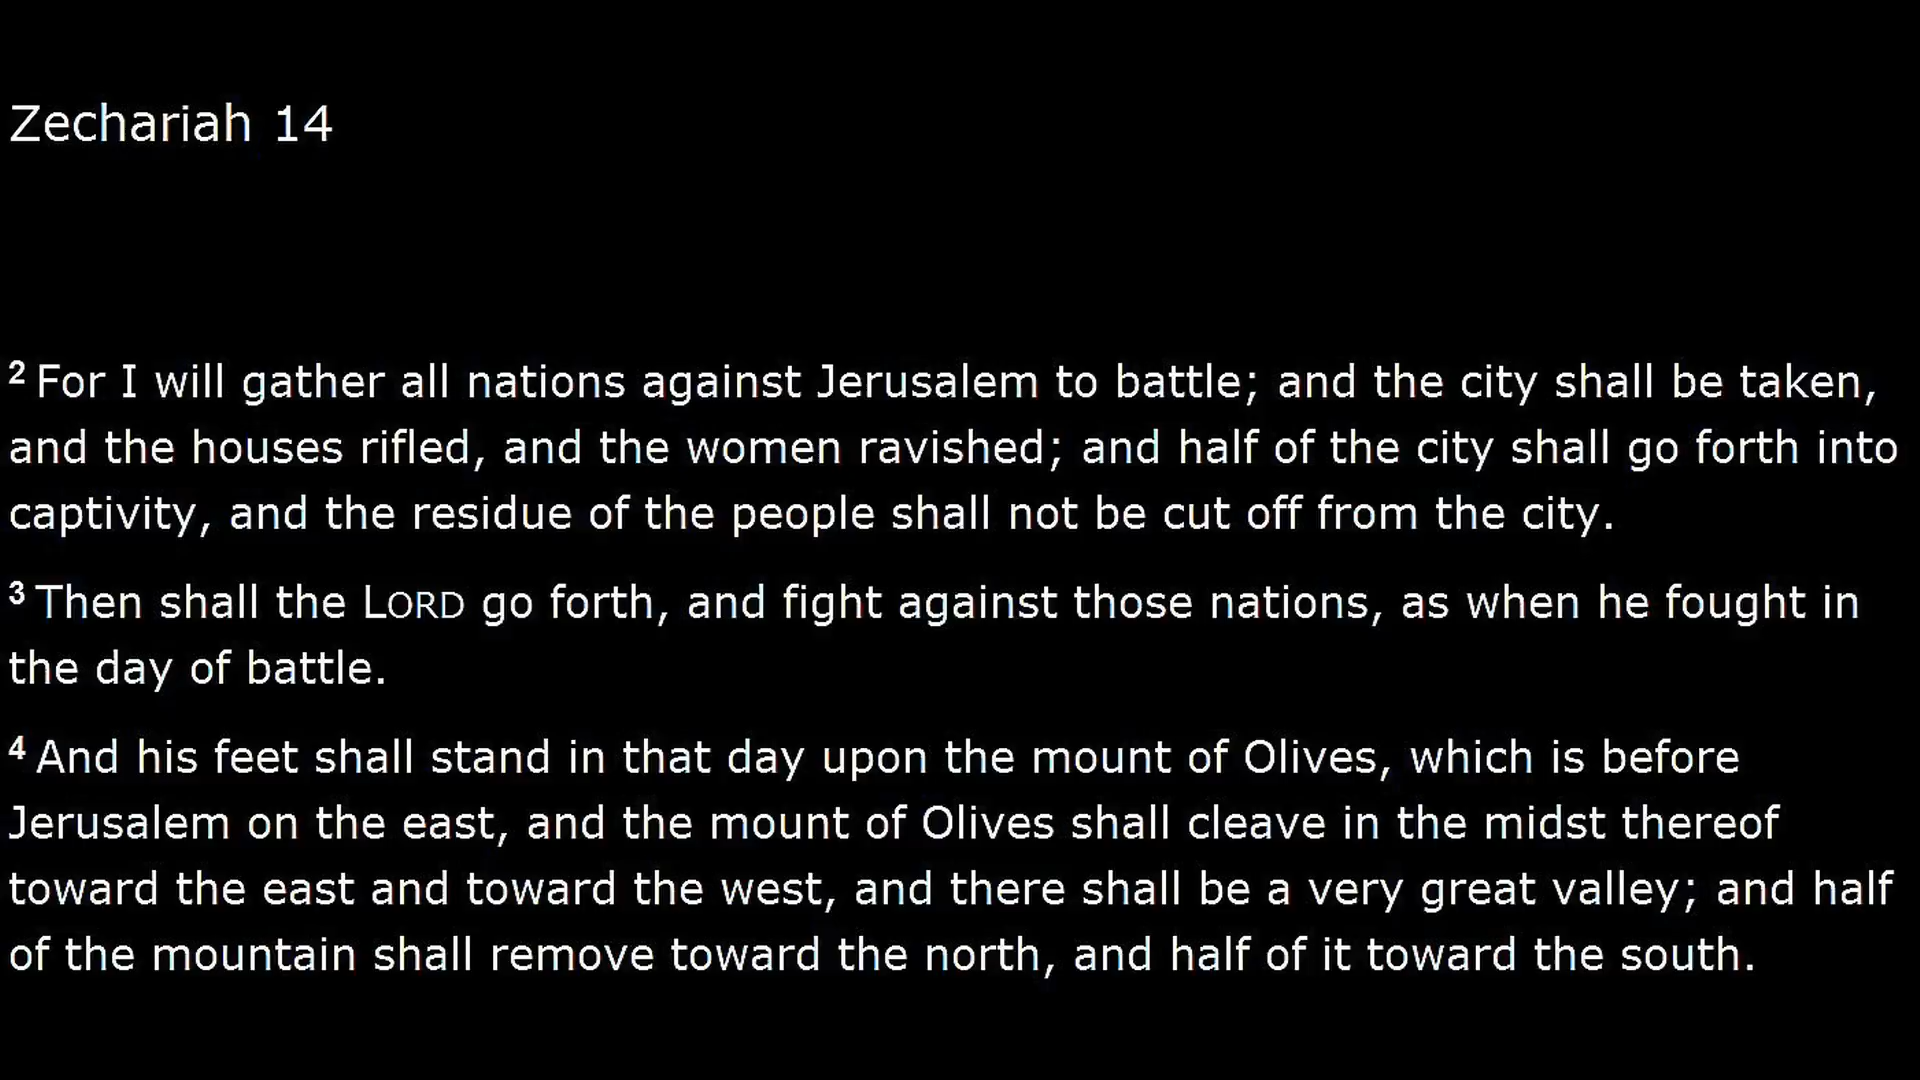 Zechariah 14
2 For I will gather all nations against Jerusalem to battle; and the city shall be taken,
and the houses rifled, and the women ravished; and half of the city shall go forth into
captivity, and the residue of the people shall not be cut off from the city.
3 Then shall the LORD go forth, and fight against those nations, as when he fought in
the day of battle.
4 And his feet shall stand in that day upon the mount of Olives, which is before
Jerusalem on the east, and the mount of Olives shall cleave in the midst thereof
toward the east and toward the west, and there shall be a very great valley; and half
of the mountain shall remove toward the north, and half of it toward the south.